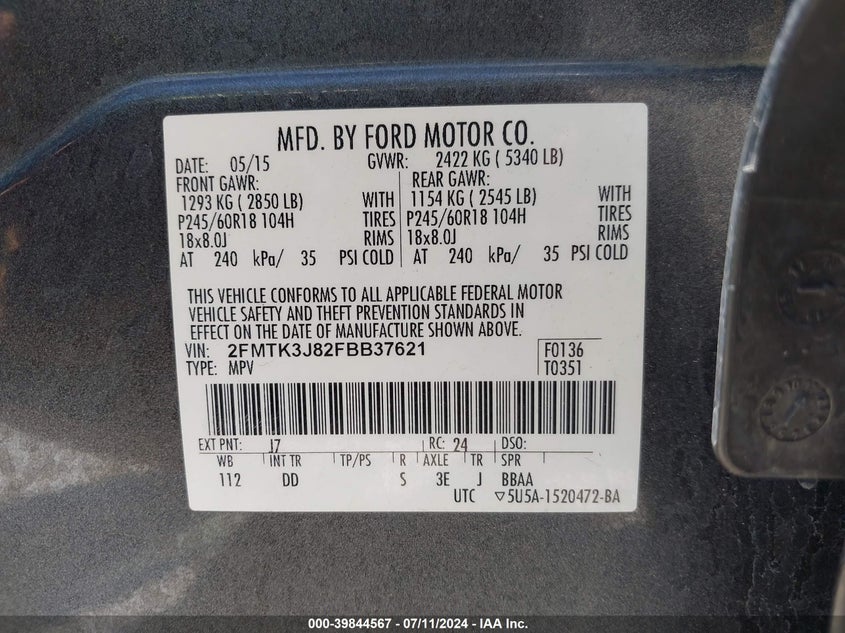 MFD. BY FORD MOTOR CO.
DATE: 05/15 GVWR: 2422 KG ( 5340 LB)
FRONT GAWR: REAR GAWR:
1293 KG ( 2850 LB) WITH 1154 KG ( 2545 LB) WITH
P245/60R18 104H TIRES P245/60R18 104H TIRES
18x8.0J RIMS 18x8.0J RIMS
AT 240 kPa/ 35 PSI COLD AT 240 kPa/ 35 PSI COLD
THIS VEHICLE CONFORMS TO ALL APPLICABLE FEDERAL MOTOR
VEHICLE SAFETY AND THEFT PREVENTION STANDARDS IN
EFFECT ON THE DATE OF MANUFACTURE SHOWN ABOVE.
VIN: 2FMTK3J82FBB37621 F0136
TYPE: MPV T0351
EXT PNT: J7 RC: 24 DSO:
WB INT TR TP/PS R AXLE TR SPR
112 DD S 3E J BBAA
UTC ▽5U5A-1520472-BA
000-39844567 / 07/11/2024 - IAA Inc.